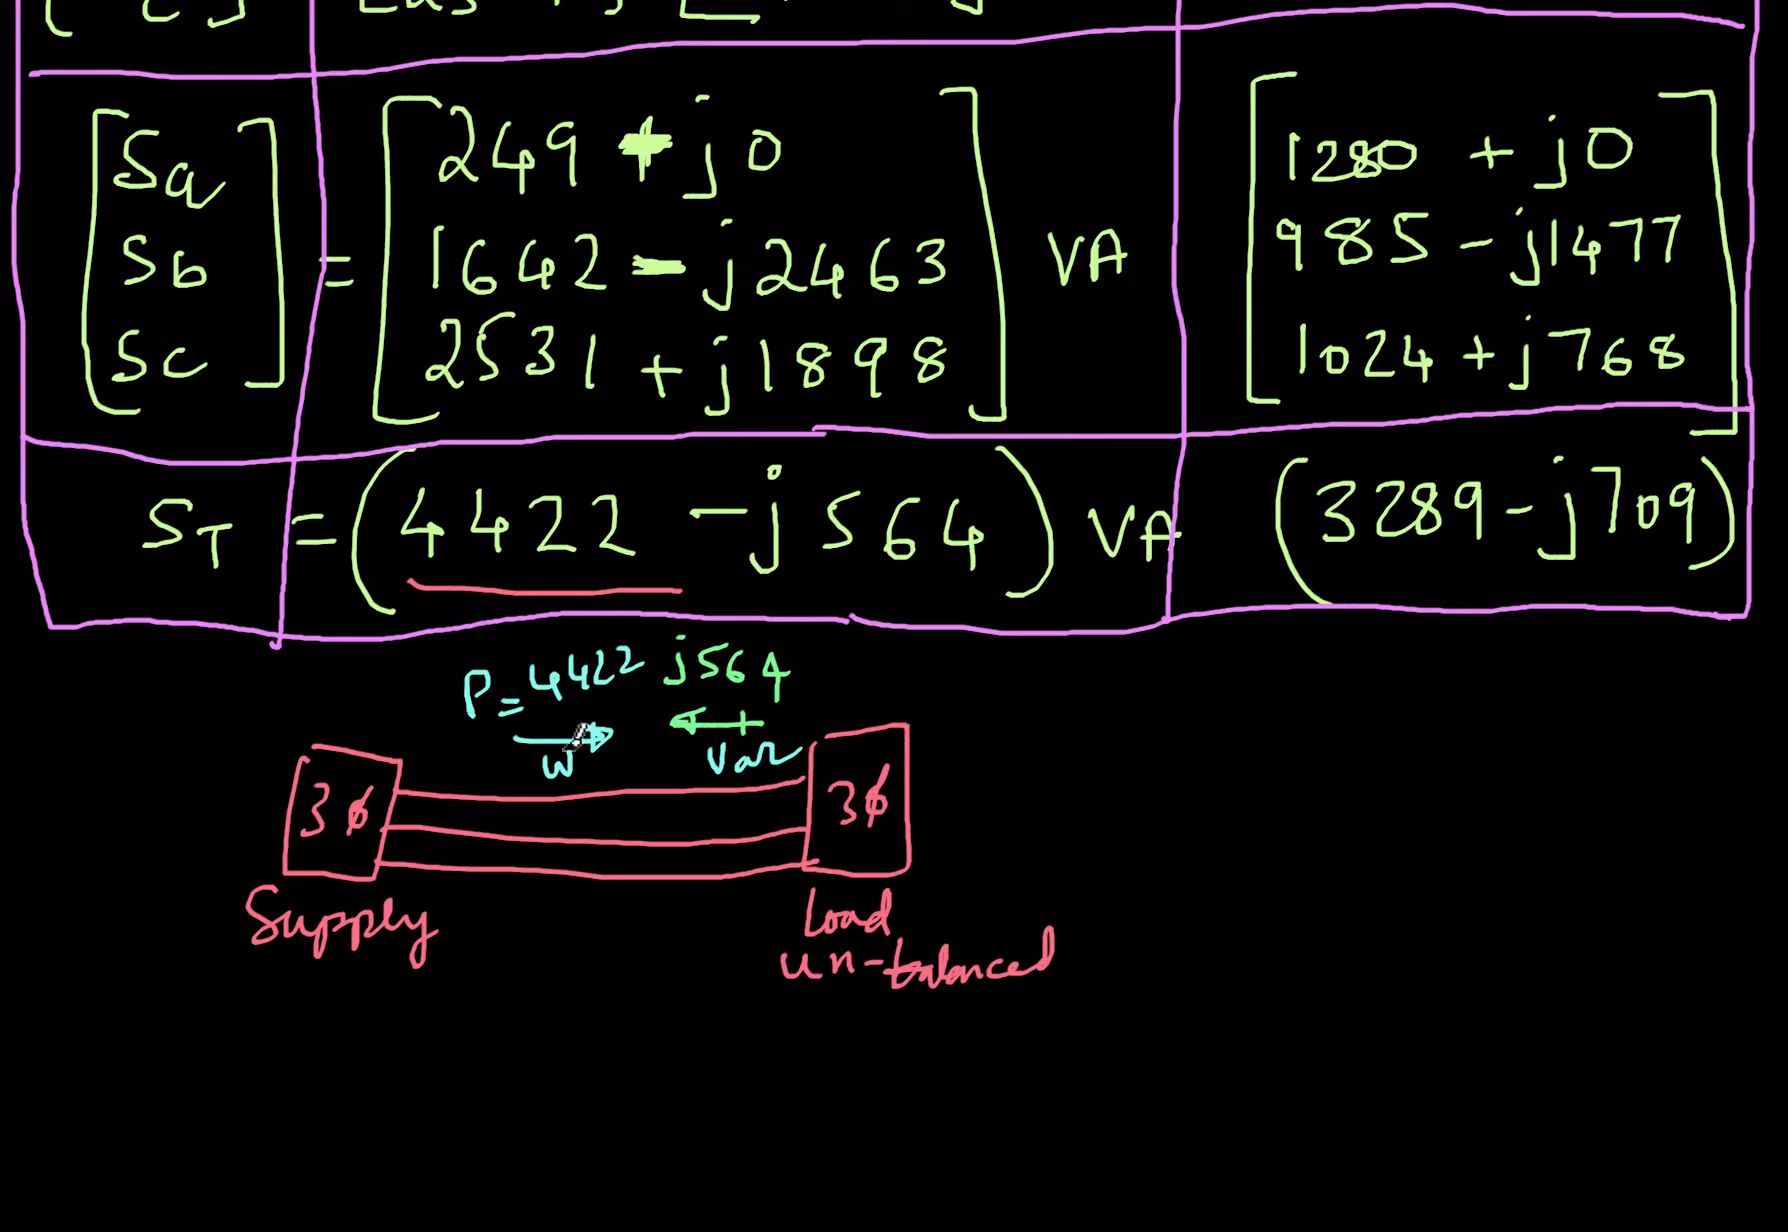 Sa 249 + j0 1280 + j0
Sb = 1642 - j2463 VA 985 - j1477
Sc 2531 + j1898 1024 + j768
ST = (4422 - j564) VA (3289 - j709)
P = 4422 j564
W Var
3ϕ 3ϕ
Supply Load
un-balanced